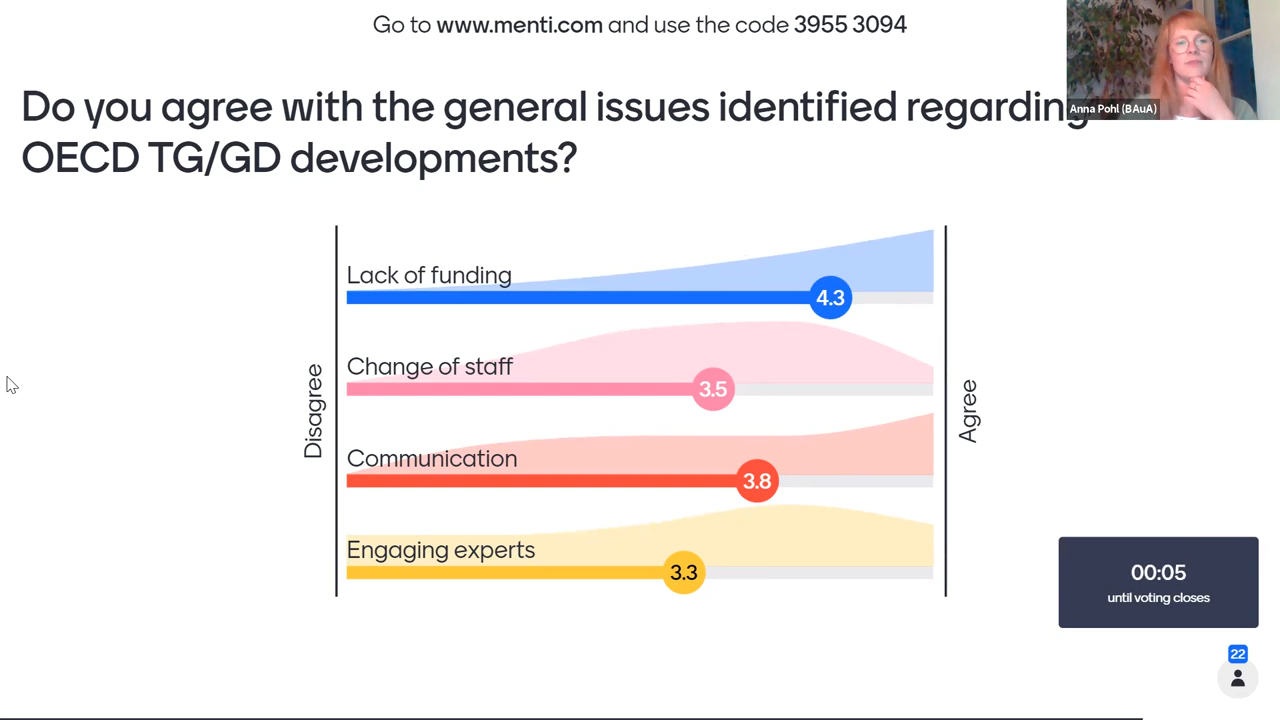 Go to www.menti.com and use the code 3955 3094
Anna Pohl (BAuA)
Do you agree with the general issues identified regarding
OECD TG/GD developments?
Lack of funding
4.3
Change of staff
3.5
Communication
3.8
Engaging experts
3.3
Disagree
Agree
00:05
until voting closes
22